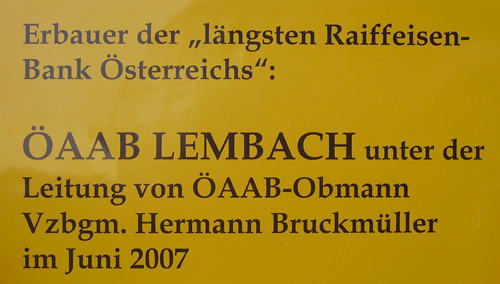 Erbauer der „längsten Raiffeisen-
Bank Österreichs“:
ÖAAB LEMBACH unter der
Leitung von ÖAAB-Obmann
Vzbgm. Hermann Bruckmüller
im Juni 2007